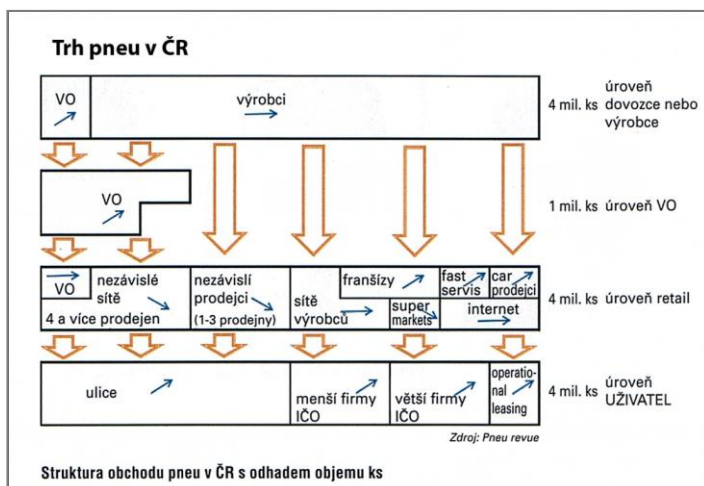 Trh pneu v ČR
VO
výrobci
4 mil. ks
úroveň
dovozce nebo
výrobce
VO
1 mil. ks úroveň VO
VO
nezávislé
sítě
4 a více prodejen
nezávislí
prodejci
(1-3 prodejny)
sítě
výrobců
franšízy
super
markets
fast
servis
car
prodejci
internet
4 mil. ks úroveň retail
ulice
menší firmy
IČO
větší firmy
IČO
operatio-
nal
leasing
4 mil. ks
úroveň
UŽIVATEL
Zdroj: Pneu revue
Struktura obchodu pneu v ČR s odhadem objemu ks